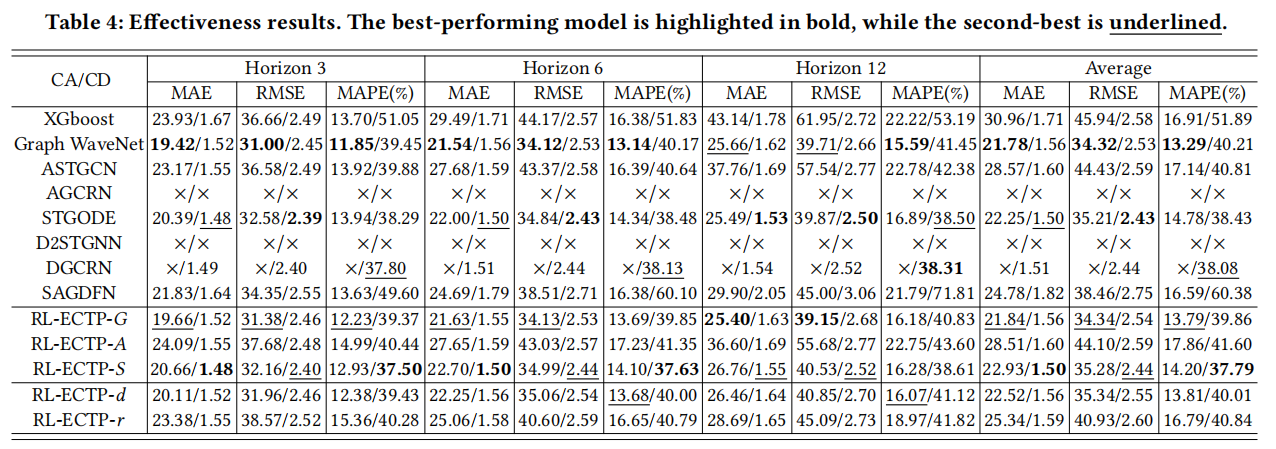 Table 4: Effectiveness results. The best-performing model is highlighted in bold, while the second-best is underlined.
CA/CD Horizon 3 Horizon 6 Horizon 12 Average
MAE RMSE MAPE(%) MAE RMSE MAPE(%) MAE RMSE MAPE(%) MAE RMSE MAPE(%)
XGboost 23.93/1.67 36.66/2.49 13.70/51.05 29.49/1.71 44.17/2.57 16.38/51.83 43.14/1.78 61.95/2.72 22.22/53.19 30.96/1.71 45.94/2.58 16.91/51.89
Graph WaveNet 19.42/1.52 31.00/2.45 11.85/39.45 21.54/1.56 34.12/2.53 13.14/40.17 25.66/1.62 39.71/2.66 15.59/41.45 21.78/1.56 34.32/2.53 13.29/40.21
ASTGCN 23.17/1.55 36.58/2.49 13.92/39.88 27.68/1.59 43.37/2.58 16.39/40.64 37.76/1.69 57.54/2.77 22.78/42.38 28.57/1.60 44.43/2.59 17.14/40.81
AGCRN ×/× ×/× ×/× ×/× ×/× ×/× ×/× ×/× ×/× ×/× ×/× ×/×
STGODE 20.39/1.48 32.58/2.39 13.94/38.29 22.00/1.50 34.84/2.43 14.34/38.48 25.49/1.53 39.87/2.50 16.89/38.50 22.25/1.50 35.21/2.43 14.78/38.43
D2STGNN ×/× ×/× ×/× ×/× ×/× ×/× ×/× ×/× ×/× ×/× ×/× ×/×
DGCRN ×/1.49 ×/2.40 ×/37.80 ×/1.51 ×/2.44 ×/38.13 ×/1.54 ×/2.52 ×/38.31 ×/1.51 ×/2.44 ×/38.08
SAGDFN 21.83/1.64 34.35/2.55 13.63/49.60 24.69/1.79 38.51/2.71 16.38/60.10 29.90/2.05 45.00/3.06 21.79/71.81 24.78/1.82 38.46/2.75 16.59/60.38
RL-ECTP-G 19.66/1.52 31.38/2.46 12.23/39.37 21.63/1.55 34.13/2.53 13.69/39.85 25.40/1.63 39.15/2.68 16.18/40.83 21.84/1.56 34.34/2.54 13.79/39.86
RL-ECTP-A 24.09/1.55 37.68/2.48 14.99/40.44 27.65/1.59 43.03/2.57 17.23/41.35 36.60/1.69 55.68/2.77 22.75/43.60 28.51/1.60 44.10/2.59 17.86/41.60
RL-ECTP-S 20.66/1.48 32.16/2.40 12.93/37.50 22.70/1.50 34.99/2.44 14.10/37.63 26.76/1.55 40.53/2.52 16.28/38.61 22.93/1.50 35.28/2.44 14.20/37.79
RL-ECTP-d 20.11/1.52 31.96/2.46 12.38/39.43 22.25/1.56 35.06/2.54 13.68/40.00 26.46/1.64 40.85/2.70 16.07/41.12 22.52/1.56 35.34/2.55 13.81/40.01
RL-ECTP-r 23.38/1.55 38.57/2.52 15.36/40.28 25.06/1.58 40.60/2.59 16.65/40.79 28.69/1.65 45.09/2.73 18.97/41.82 25.34/1.59 40.93/2.60 16.79/40.84